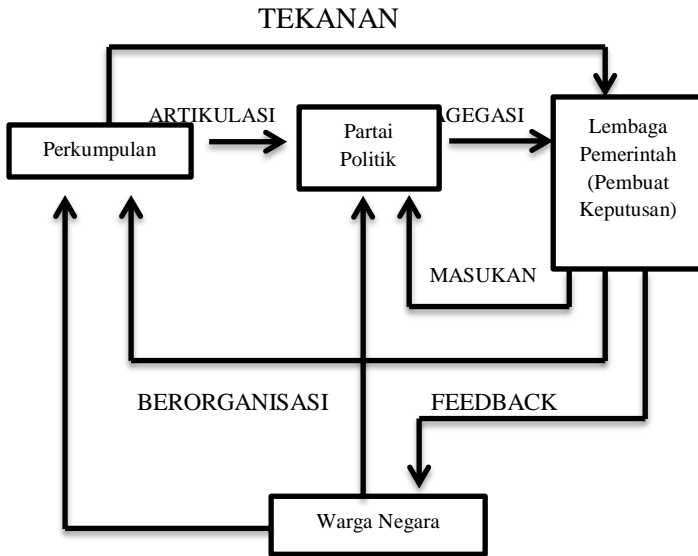 TEKANAN
ARTIKULASI
AGEGASI
Perkumpulan
Partai
Politik
Lembaga
Pemerintah
(Pembuat
Keputusan)
MASUKAN
BERORGANISASI
FEEDBACK
Warga Negara